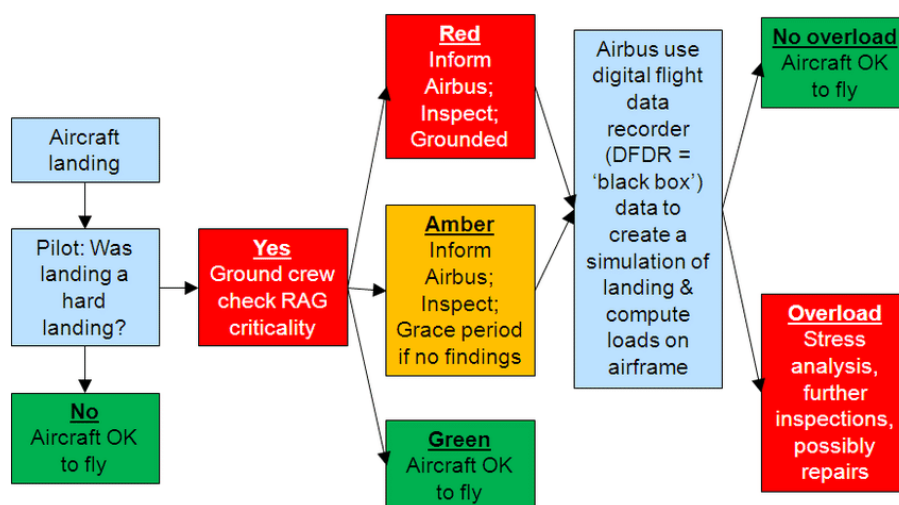 Aircraft
landing
Pilot: Was
landing a
hard
landing?
No
Aircraft OK
to fly
Yes
Ground crew
check RAG
criticality
Red
Inform
Airbus;
Inspect;
Grounded
Amber
Inform
Airbus;
Inspect;
Grace period
if no findings
Green
Aircraft OK
to fly
Airbus use
digital flight
data
recorder
(DFDR =
‘black box’)
data to
create a
simulation of
landing &
compute
loads on
airframe
No overload
Aircraft OK
to fly
Overload
Stress
analysis,
further
inspections,
possibly
repairs